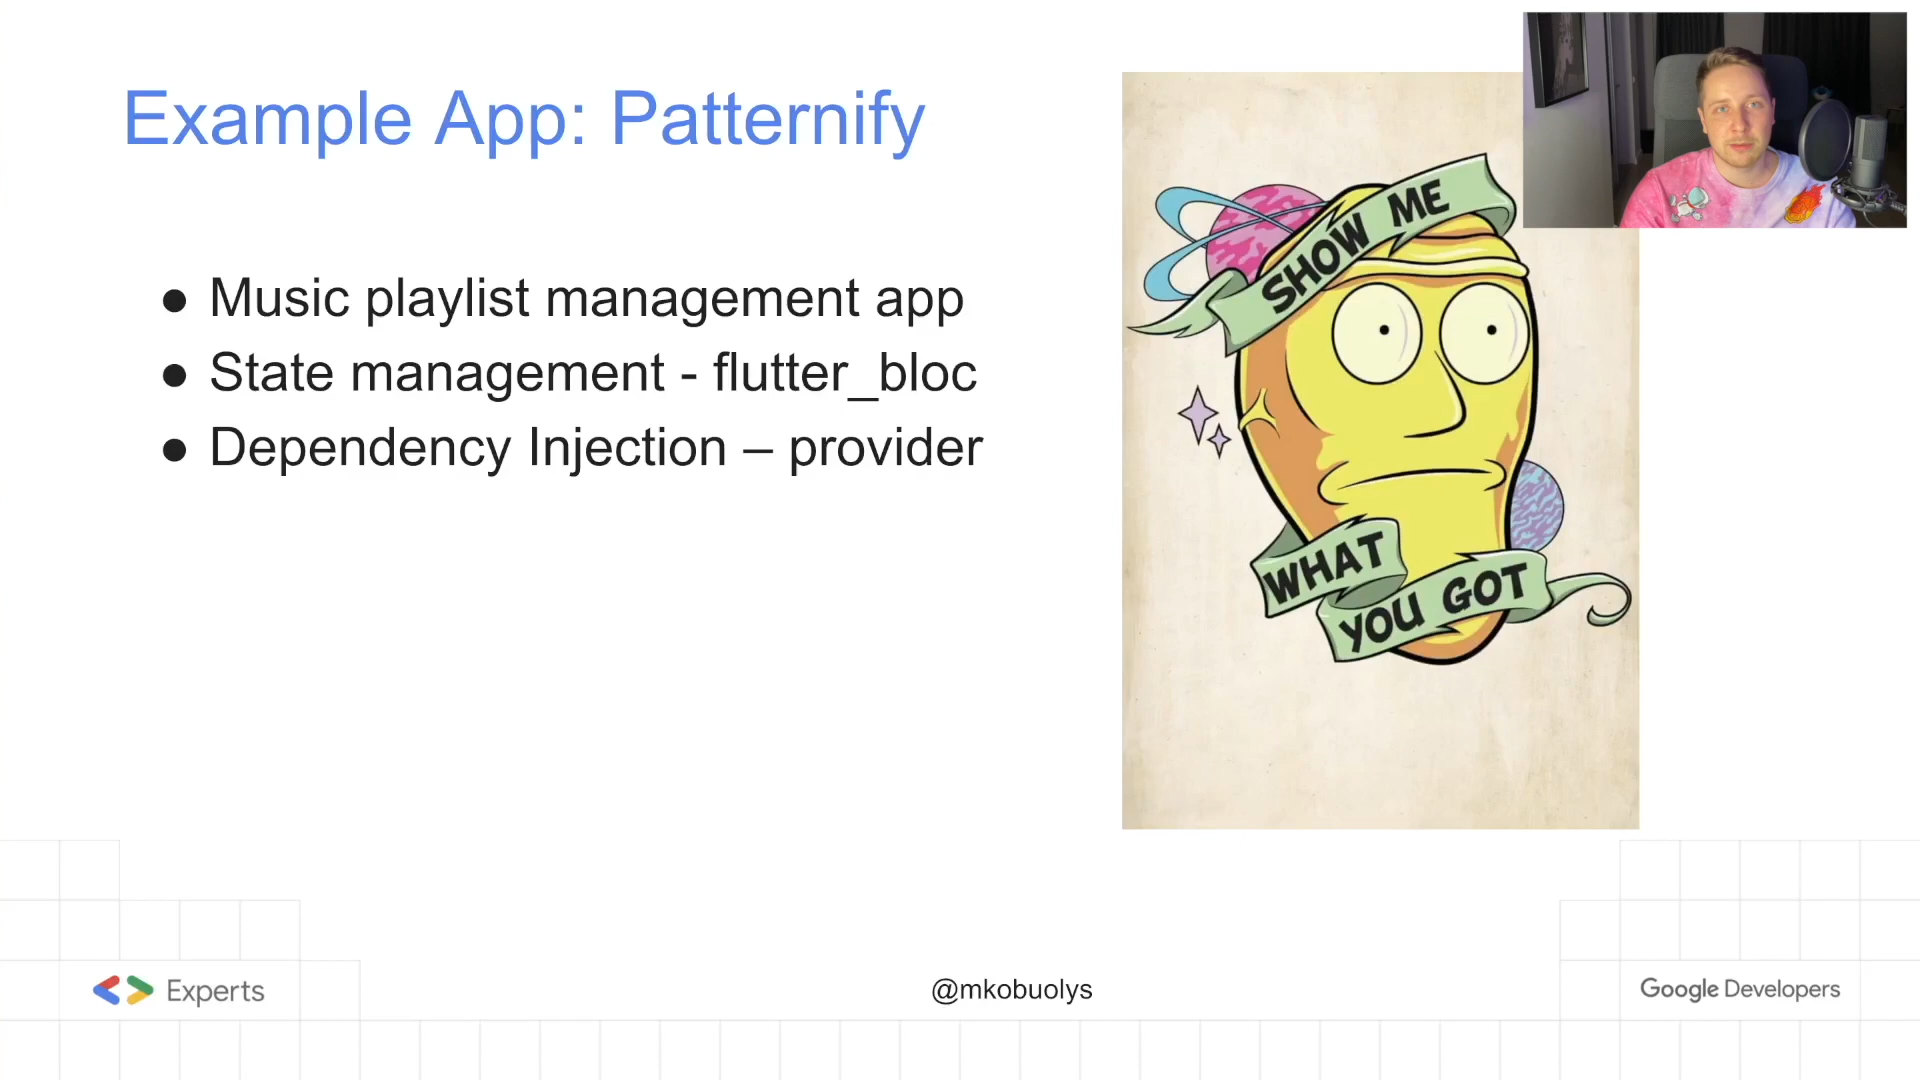 Example App: Patternify
● Music playlist management app
● State management - flutter_bloc
● Dependency Injection – provider
SHOW ME
WHAT
YOU GOT
Experts
@mkobuolys
Google Developers